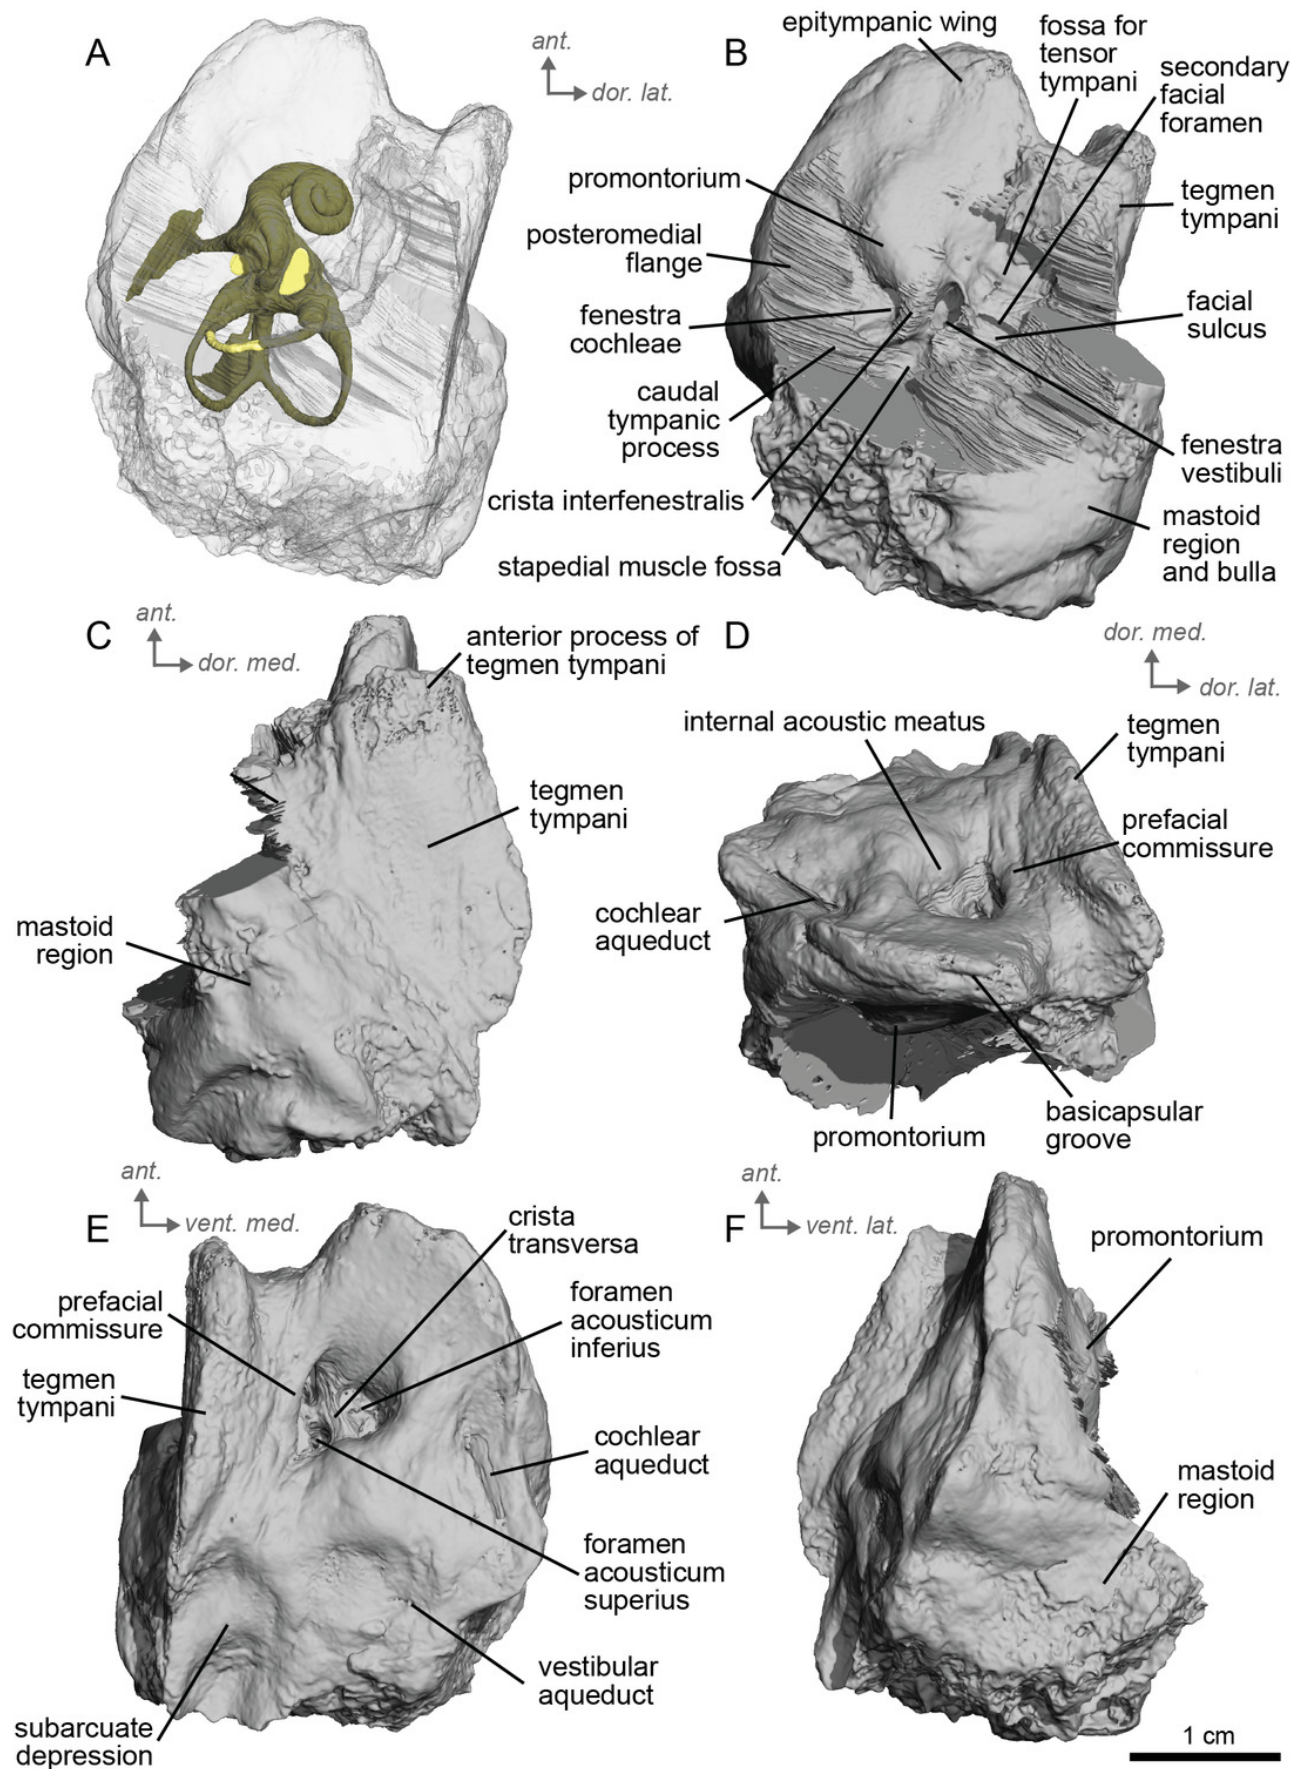 A
ant.
dor. lat.
B
epitympanic wing
fossa for
tensor
tympani
secondary
facial
foramen
promontorium
tegmen
tympani
posteromedial
flange
facial
sulcus
fenestra
cochleae
caudal
tympanic
process
fenestra
vestibuli
crista interfenestralis
mastoid
region
and bulla
stapedial muscle fossa
C
ant.
dor. med.
anterior process of
tegmen tympani
tegmen
tympani
mastoid
region
D
dor. med.
dor. lat.
internal acoustic meatus
tegmen
tympani
prefacial
commissure
cochlear
aqueduct
basicapsular
groove
promontorium
E
ant.
vent. med.
crista
transversa
prefacial
commissure
foramen
acousticum
inferius
tegmen
tympani
cochlear
aqueduct
foramen
acousticum
superius
vestibular
aqueduct
subarcuate
depression
F
ant.
vent. lat.
promontorium
mastoid
region
1 cm